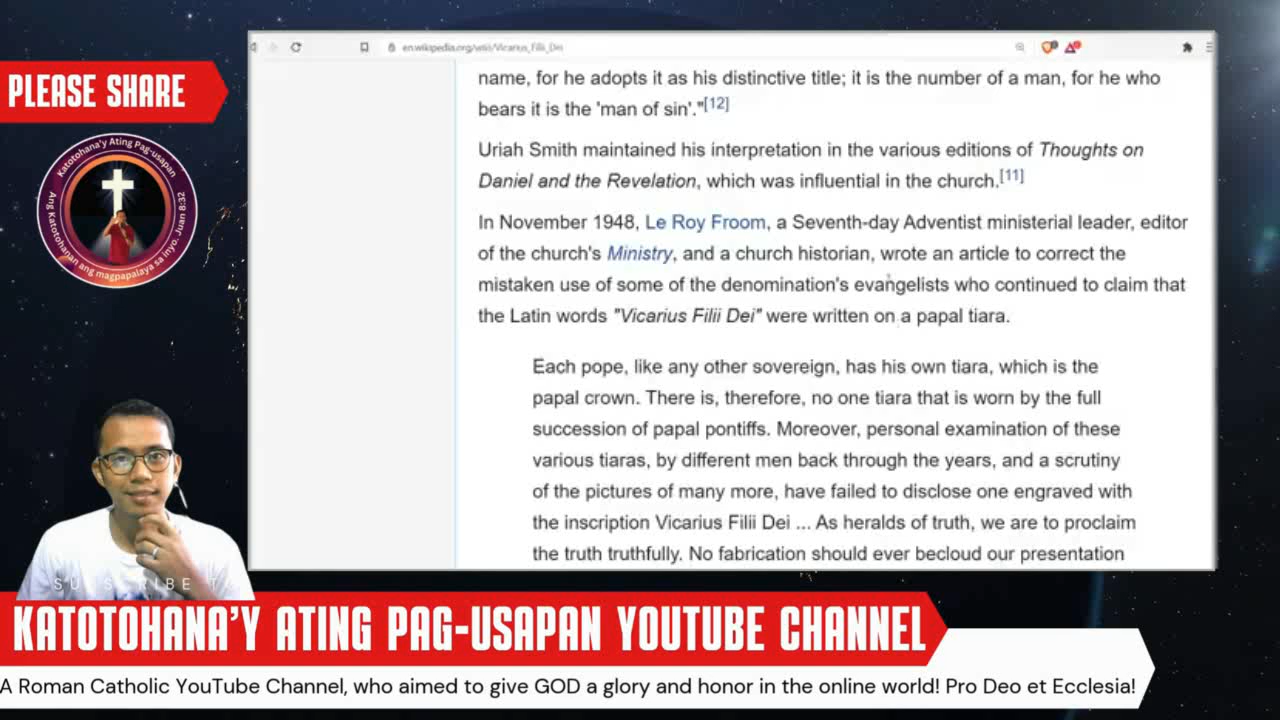 PLEASE SHARE
Katotohana'y Ating Pag-usapan
Ang Katotohanan ang magpapalaya sa inyo. Juan 8:32
en.wikipedia.org/wiki/Vicarius_Filii_Dei
name, for he adopts it as his distinctive title; it is the number of a man, for he who
bears it is the 'man of sin'."[12]
Uriah Smith maintained his interpretation in the various editions of Thoughts on
Daniel and the Revelation, which was influential in the church.[11]
In November 1948, Le Roy Froom, a Seventh-day Adventist ministerial leader, editor
of the church's Ministry, and a church historian, wrote an article to correct the
mistaken use of some of the denomination's evangelists who continued to claim that
the Latin words "Vicarius Filii Dei" were written on a papal tiara.
Each pope, like any other sovereign, has his own tiara, which is the
papal crown. There is, therefore, no one tiara that is worn by the full
succession of papal pontiffs. Moreover, personal examination of these
various tiaras, by different men back through the years, and a scrutiny
of the pictures of many more, have failed to disclose one engraved with
the inscription Vicarius Filii Dei ... As heralds of truth, we are to proclaim
the truth truthfully. No fabrication should ever becloud our presentation
SUBSCRIBE
KATOTOHANA'Y ATING PAG-USAPAN YOUTUBE CHANNEL
A Roman Catholic YouTube Channel, who aimed to give GOD a glory and honor in the online world! Pro Deo et Ecclesia!